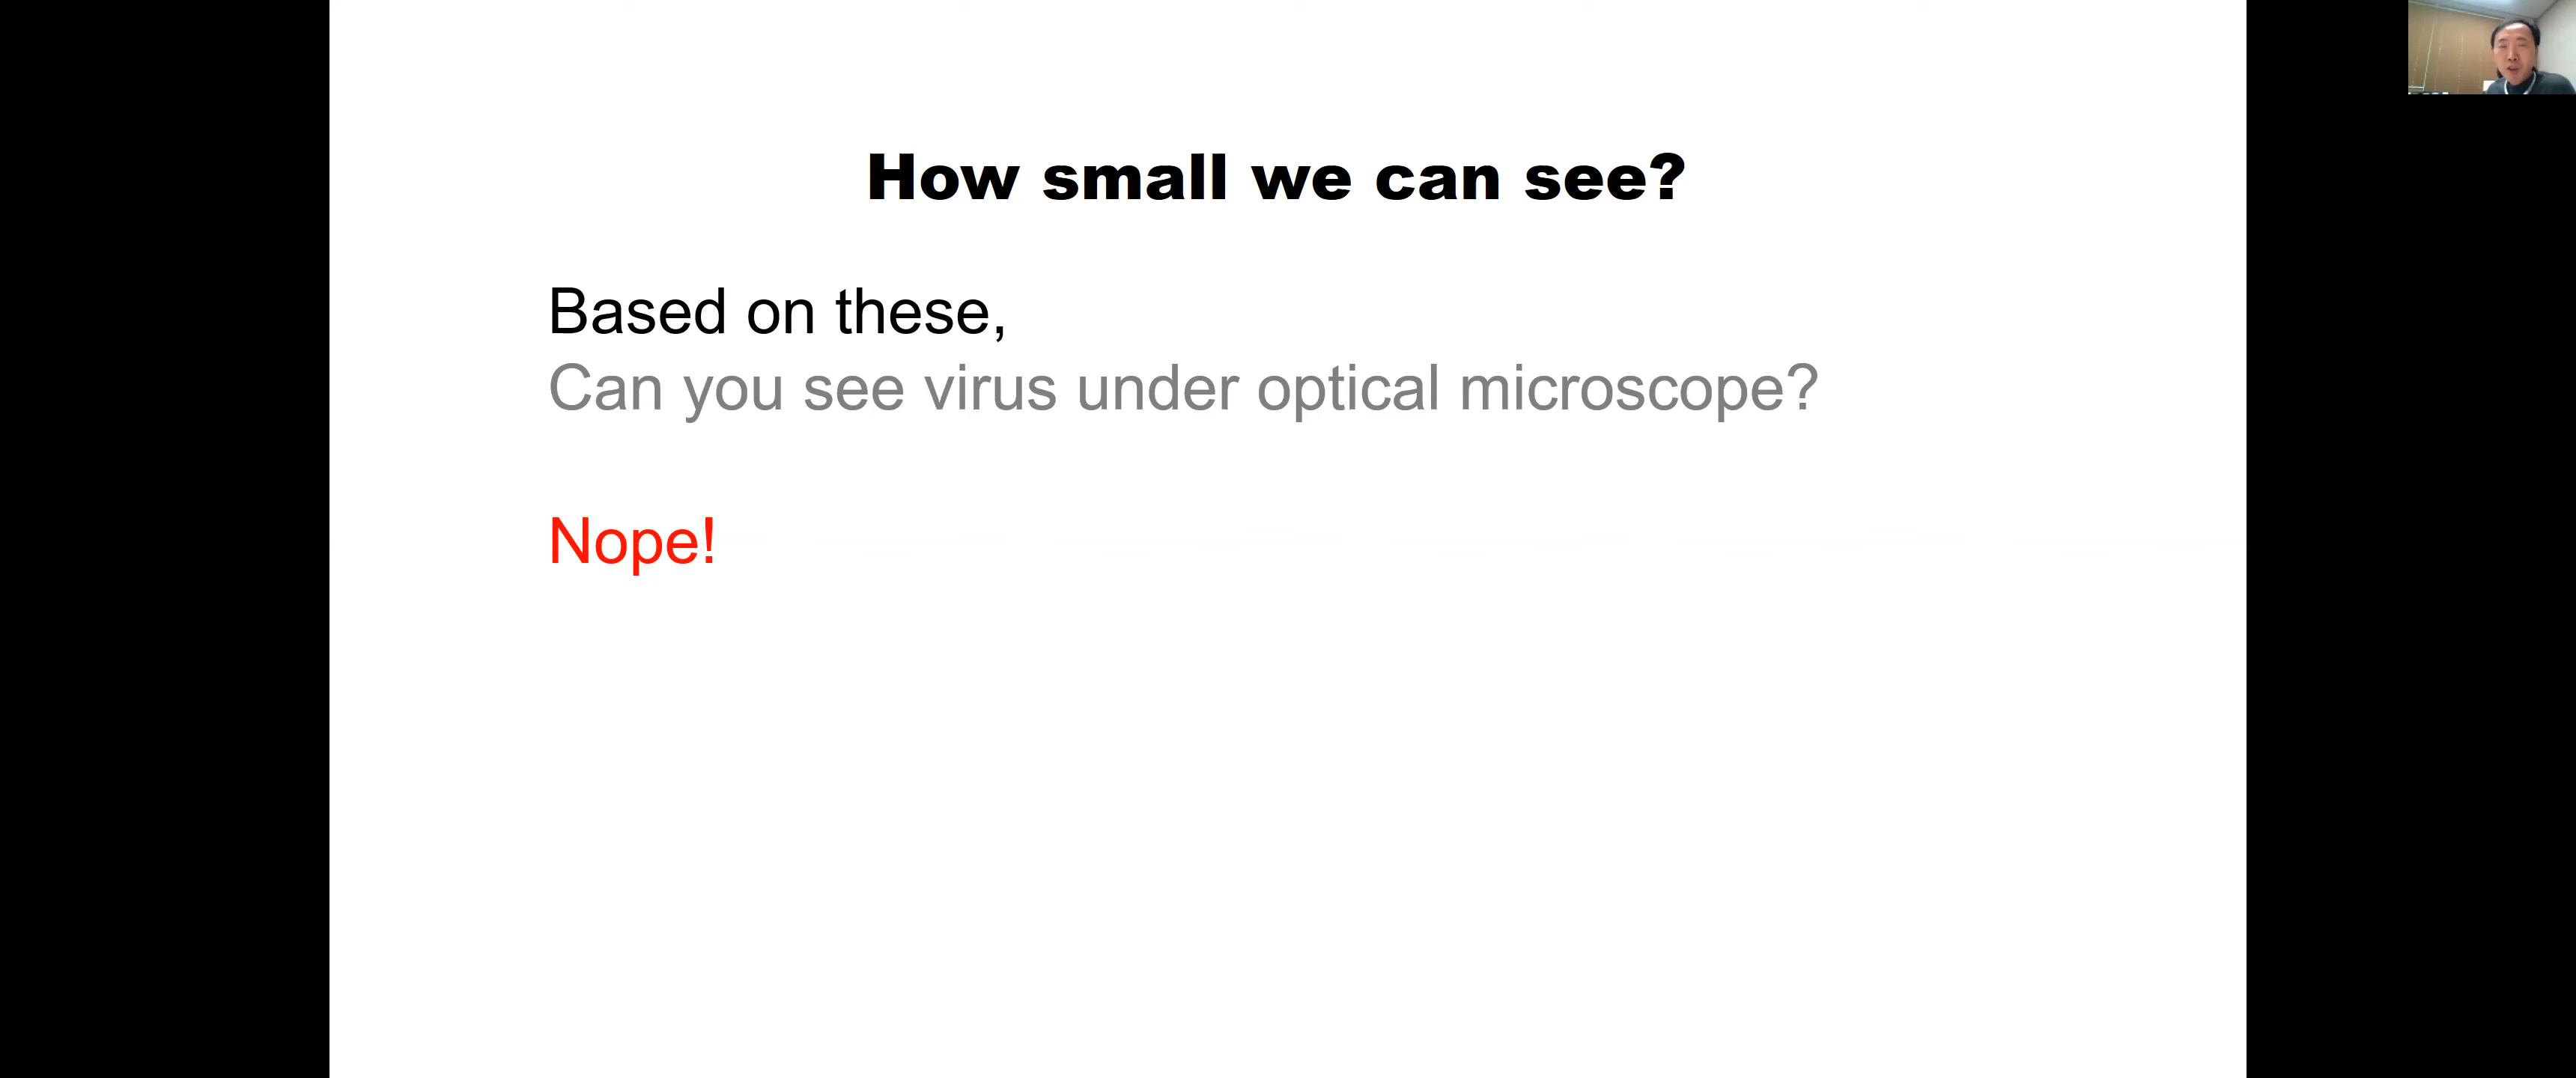 How small we can see?
Based on these,
Can you see virus under optical microscope?
Nope!